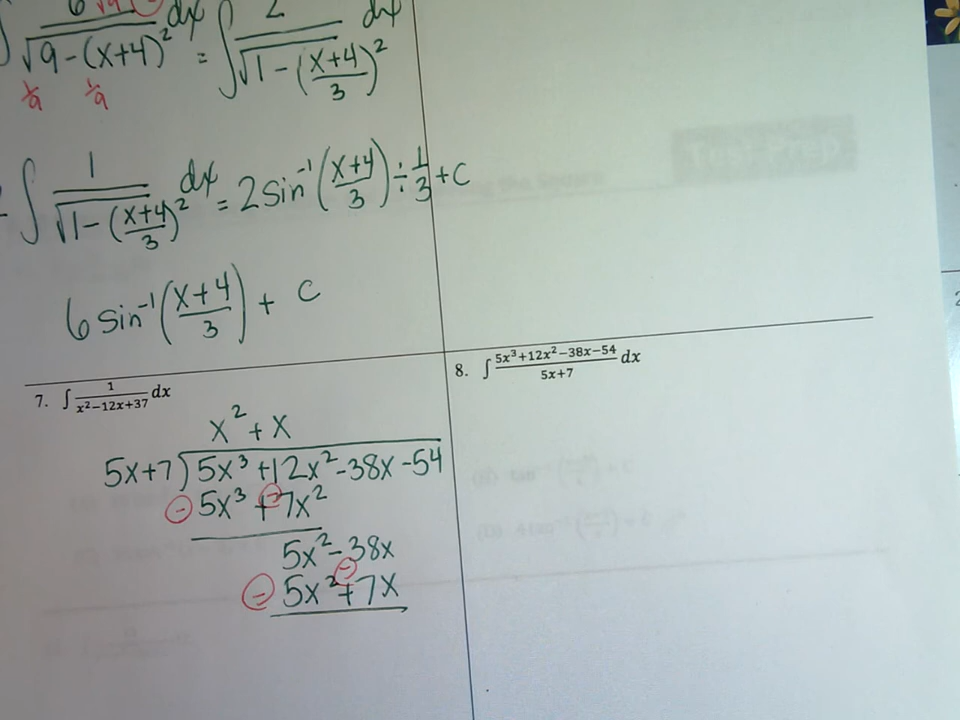 6 √9 dx 2 dx
√9-(x+4)² = ∫ √1-((x+4)/3)²
1/9 1/9
∫ 1/√1-((x+4)/3)² dx = 2 sin⁻¹((x+4)/3) ÷ 1/3 + C
6 sin⁻¹((x+4)/3) + C
7. ∫ 1/(x²-12x+37) dx
x² + x
5x+7 ) 5x³ +12x² -38x -54
- 5x³ + 7x²
5x² - 38x
- 5x² + 7x
8. ∫ (5x³+12x²-38x-54)/(5x+7) dx